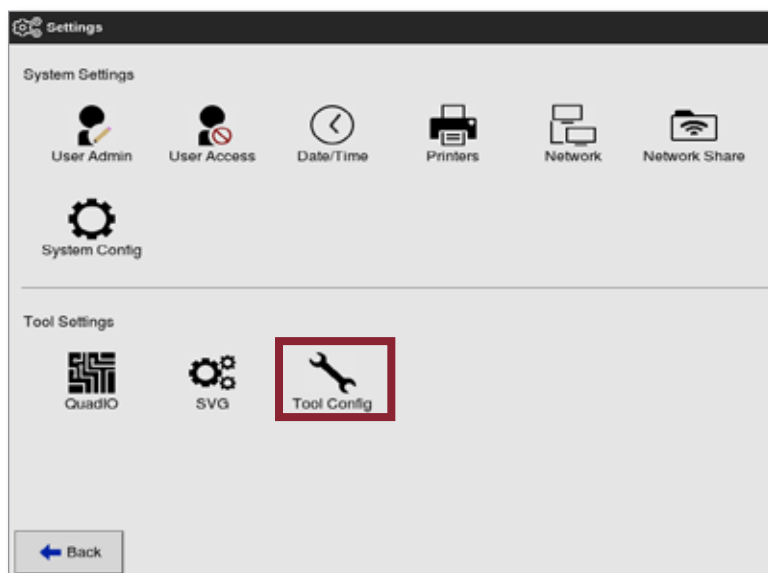 Settings
System Settings
User Admin User Access Date/Time Printers Network Network Share
System Config
Tool Settings
QuadIO SVG Tool Config
Back